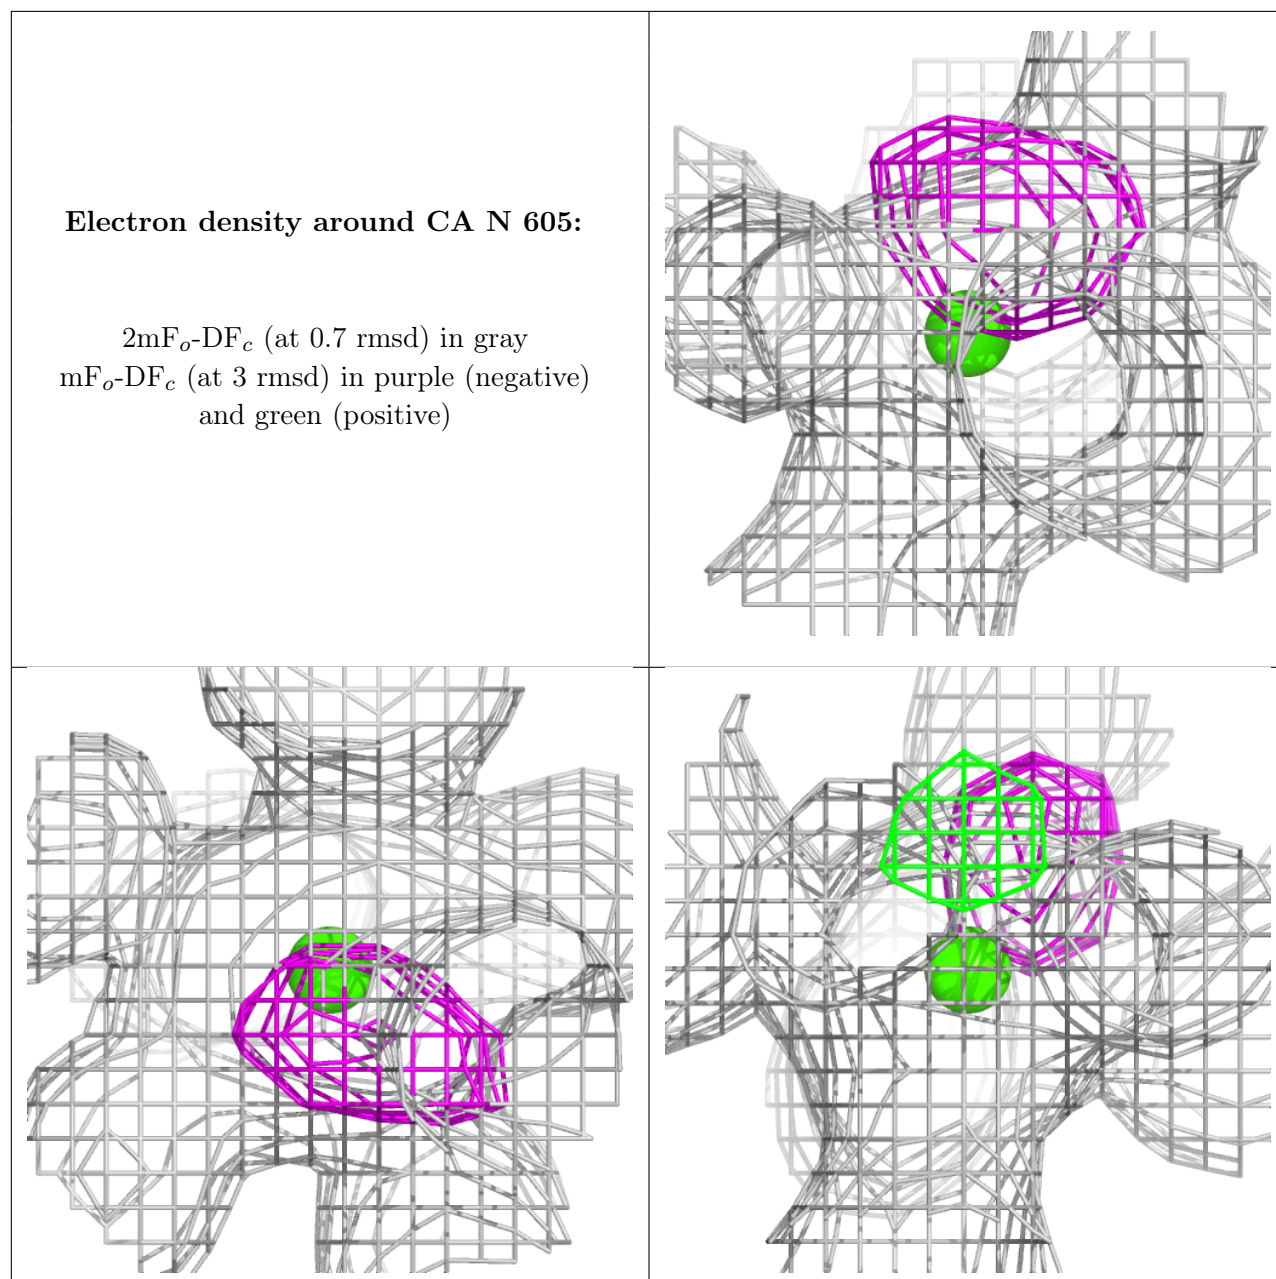 Electron density around CA N 605:
2mFo-DFc (at 0.7 rmsd) in gray
mFo-DFc (at 3 rmsd) in purple (negative)
and green (positive)